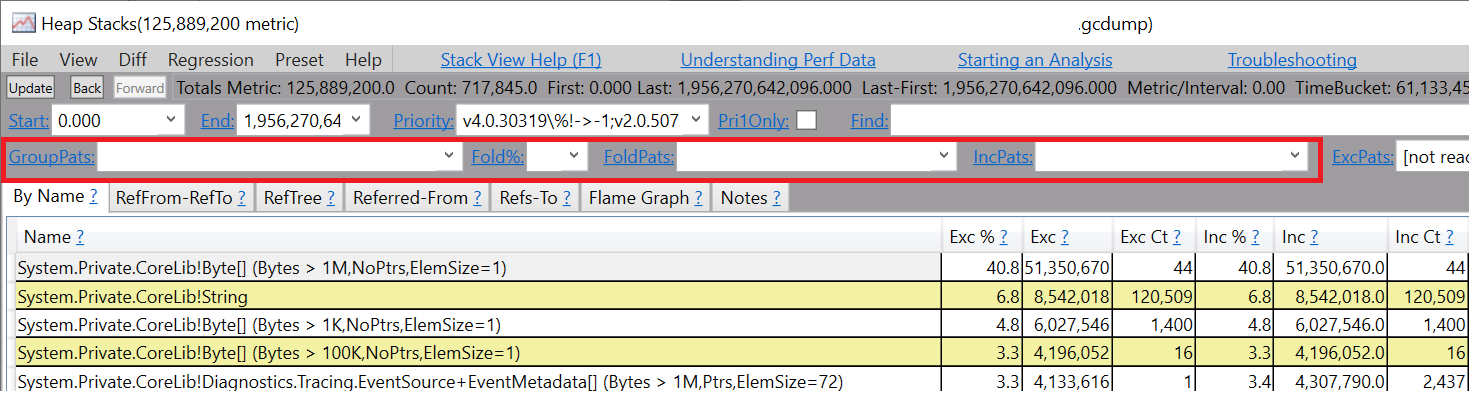 Heap Stacks(125,889,200 metric) .gcdump)
File View Diff Regression Preset Help Stack View Help (F1) Understanding Perf Data Starting an Analysis Troubleshooting
Update Back Forward Totals Metric: 125,889,200.0 Count: 717,845.0 First: 0.000 Last: 1,956,270,642,096.000 Last-First: 1,956,270,642,096.000 Metric/Interval: 0.00 TimeBucket: 61,133,45
Start: 0.000 End: 1,956,270,64 Priority: v4.0.30319\%!->-1;v2.0.507 Pri1Only: Find:
GroupPats: Fold%: FoldPats: IncPats: ExcPats: [not reac
By Name ? RefFrom-RefTo ? RefTree ? Referred-From ? Refs-To ? Flame Graph ? Notes ?
Name ? Exc % ? Exc ? Exc Ct ? Inc % ? Inc ? Inc Ct ?
System.Private.CoreLib!Byte[] (Bytes > 1M,NoPtrs,ElemSize=1) 40.8 51,350,670 44 40.8 51,350,670.0 44
System.Private.CoreLib!String 6.8 8,542,018 120,509 6.8 8,542,018.0 120,509
System.Private.CoreLib!Byte[] (Bytes > 1K,NoPtrs,ElemSize=1) 4.8 6,027,546 1,400 4.8 6,027,546.0 1,400
System.Private.CoreLib!Byte[] (Bytes > 100K,NoPtrs,ElemSize=1) 3.3 4,196,052 16 3.3 4,196,052.0 16
System.Private.CoreLib!Diagnostics.Tracing.EventSource+EventMetadata[] (Bytes > 1M,Ptrs,ElemSize=72) 3.3 4,133,616 1 3.4 4,307,790.0 2,437